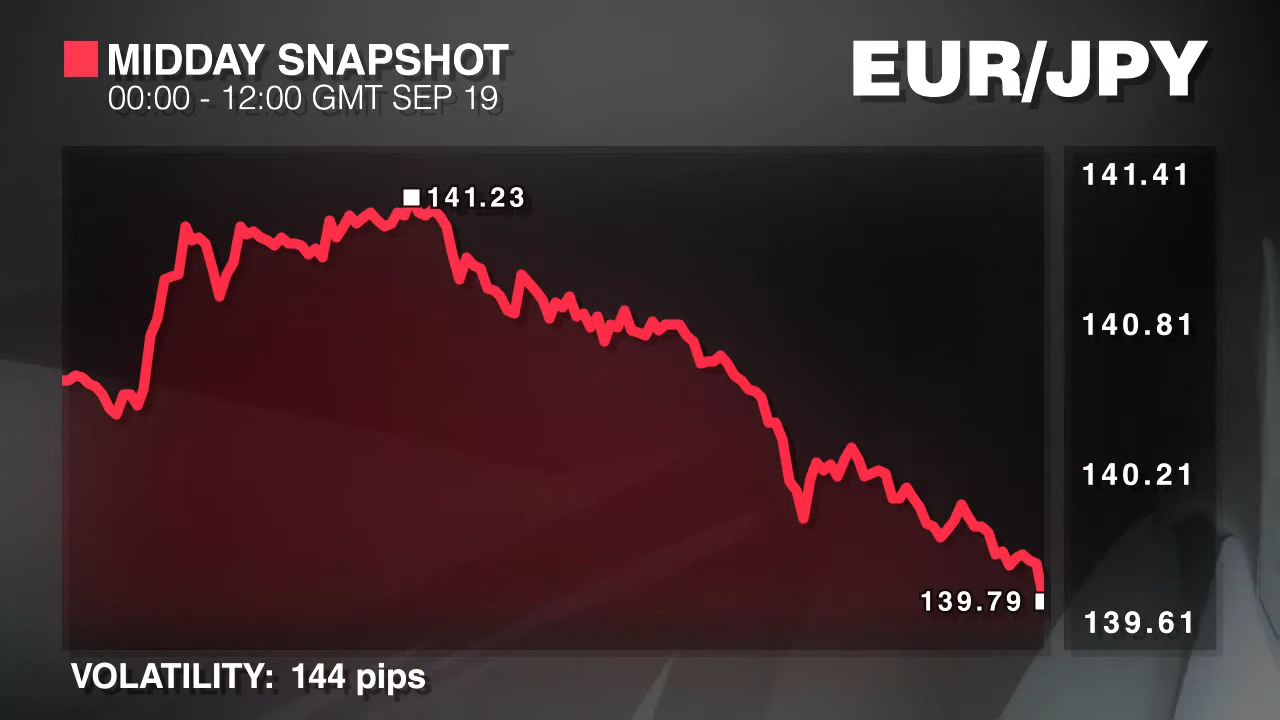 MIDDAY SNAPSHOT
00:00 - 12:00 GMT SEP 19
EUR/JPY
141.23
139.79
141.41
140.81
140.21
139.61
VOLATILITY: 144 pips